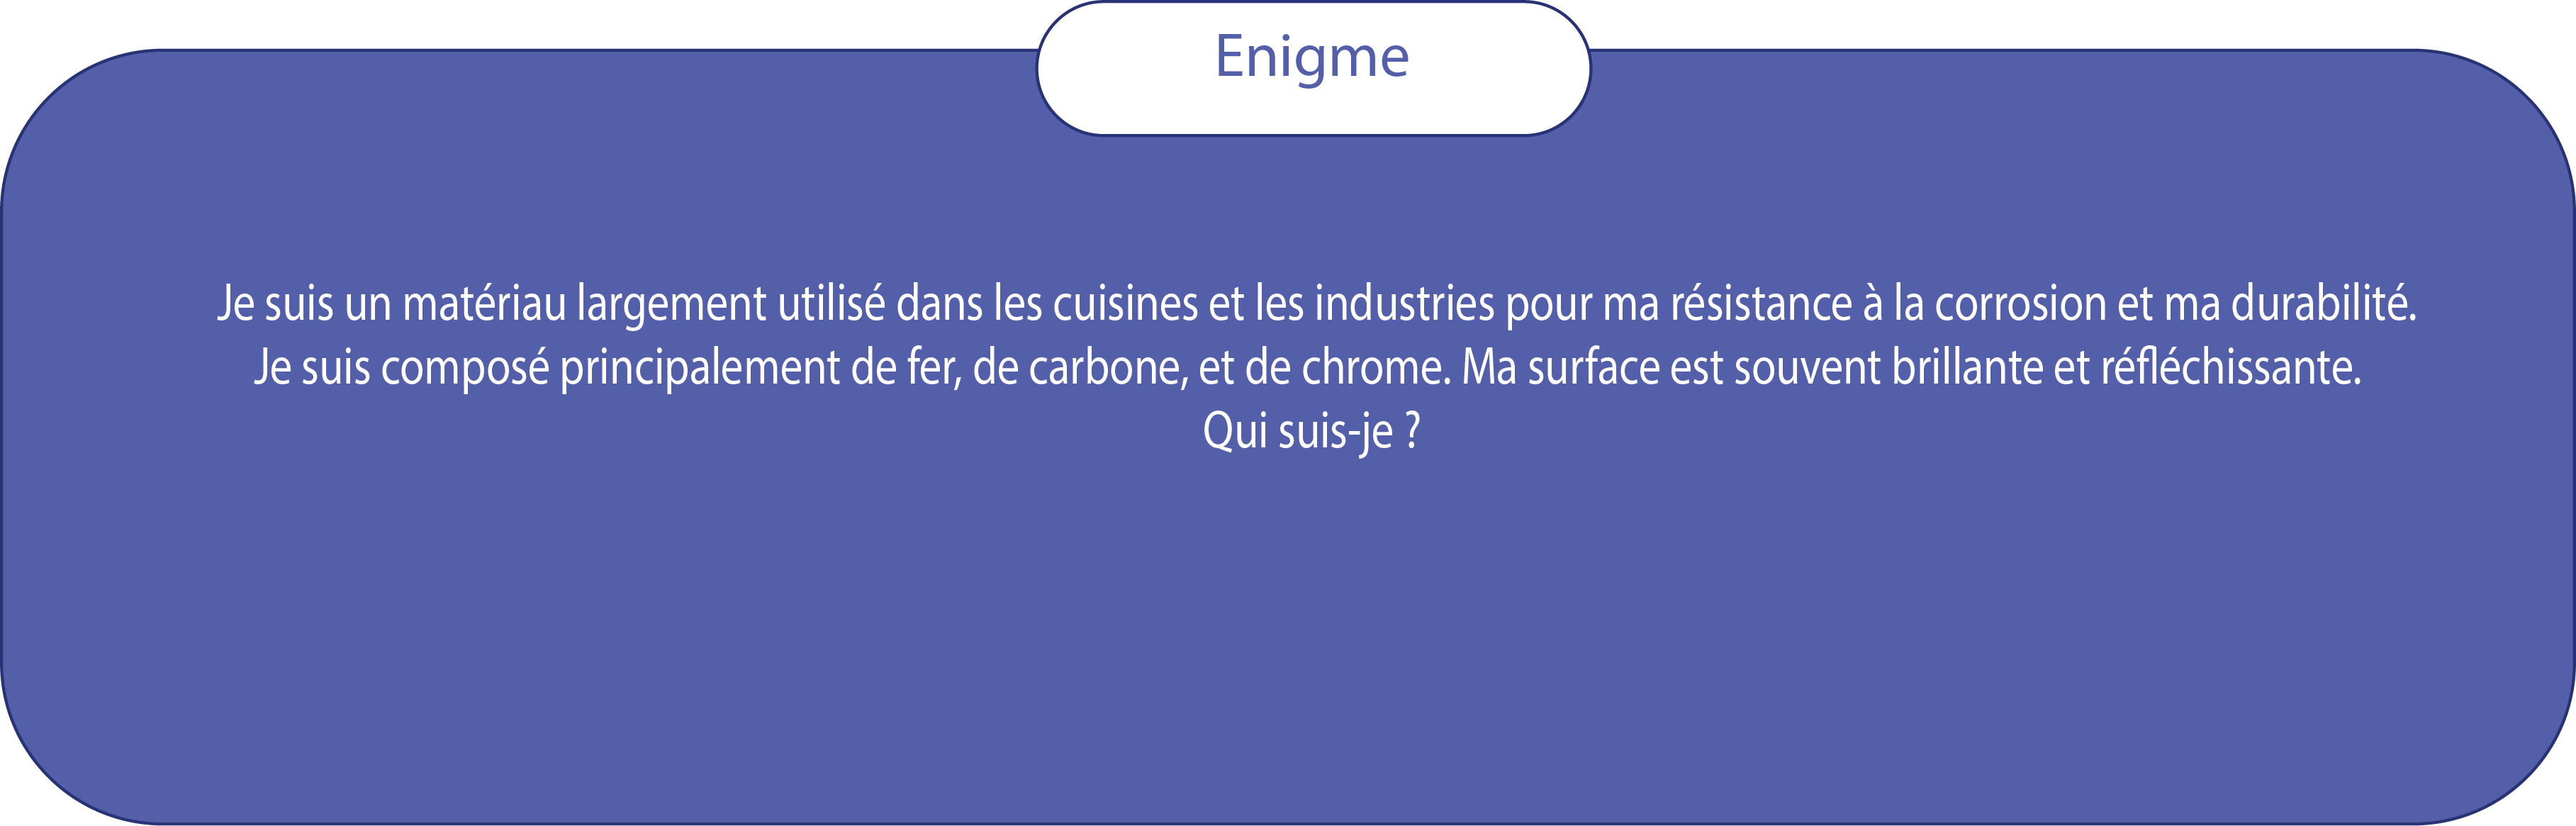 Enigme
Je suis un matériau largement utilisé dans les cuisines et les industries pour ma résistance à la corrosion et ma durabilité.
Je suis composé principalement de fer, de carbone, et de chrome. Ma surface est souvent brillante et réfléchissante.
Qui suis-je ?